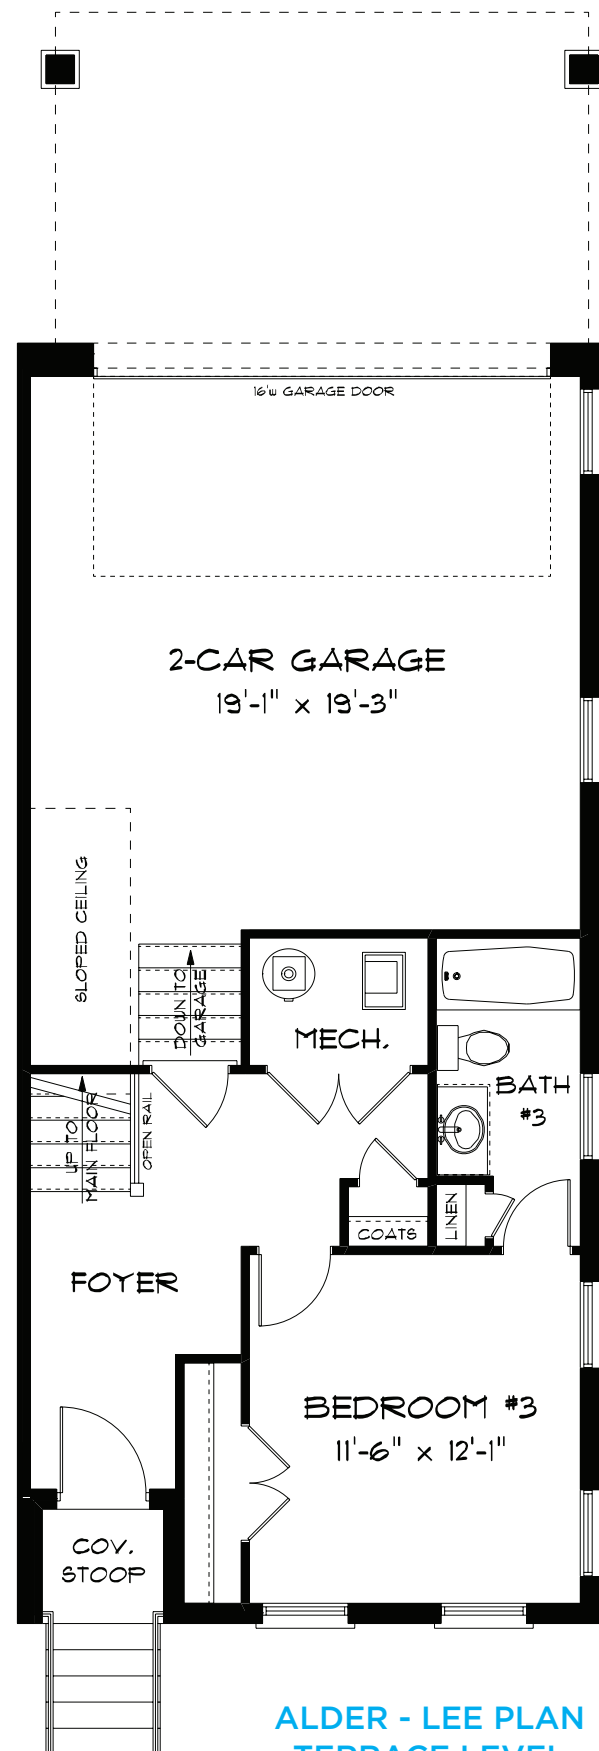 16'w GARAGE DOOR
2-CAR GARAGE
19'-1" x 19'-3"
SLOPED CEILING
DOWN TO
GARAGE
MECH.
BATH
#3
UP TO
MAIN FLOOR
OPEN RAIL
LINEN
COATS
FOYER
BEDROOM #3
11'-6" x 12'-1"
COV.
STOOP
ALDER - LEE PLAN
TERRACE LEVEL